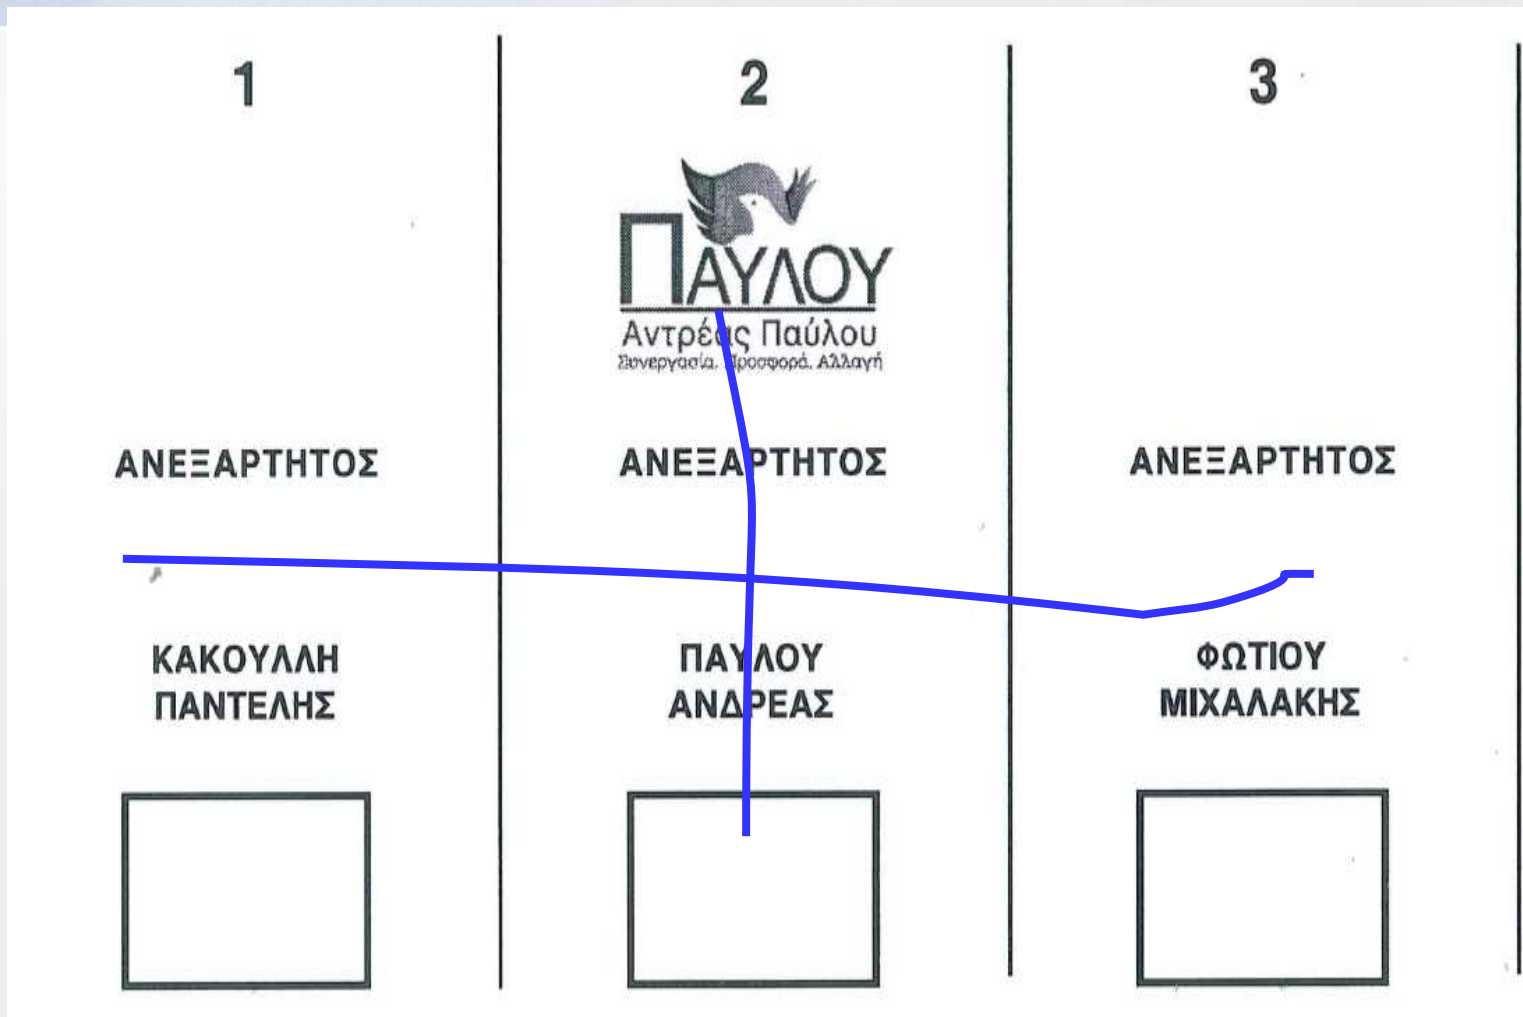 1
ΑΝΕΞΑΡΤΗΤΟΣ
ΚΑΚΟΥΛΛΗ
ΠΑΝΤΕΛΗΣ
2
ΠΑΥΛΟΥ
Αντρέας Παύλου
Συνεργασία, Προσφορά, Αλλαγή
ΑΝΕΞΑΡΤΗΤΟΣ
ΠΑΥΛΟΥ
ΑΝΔΡΕΑΣ
3
ΑΝΕΞΑΡΤΗΤΟΣ
ΦΩΤΙΟΥ
ΜΙΧΑΛΑΚΗΣ